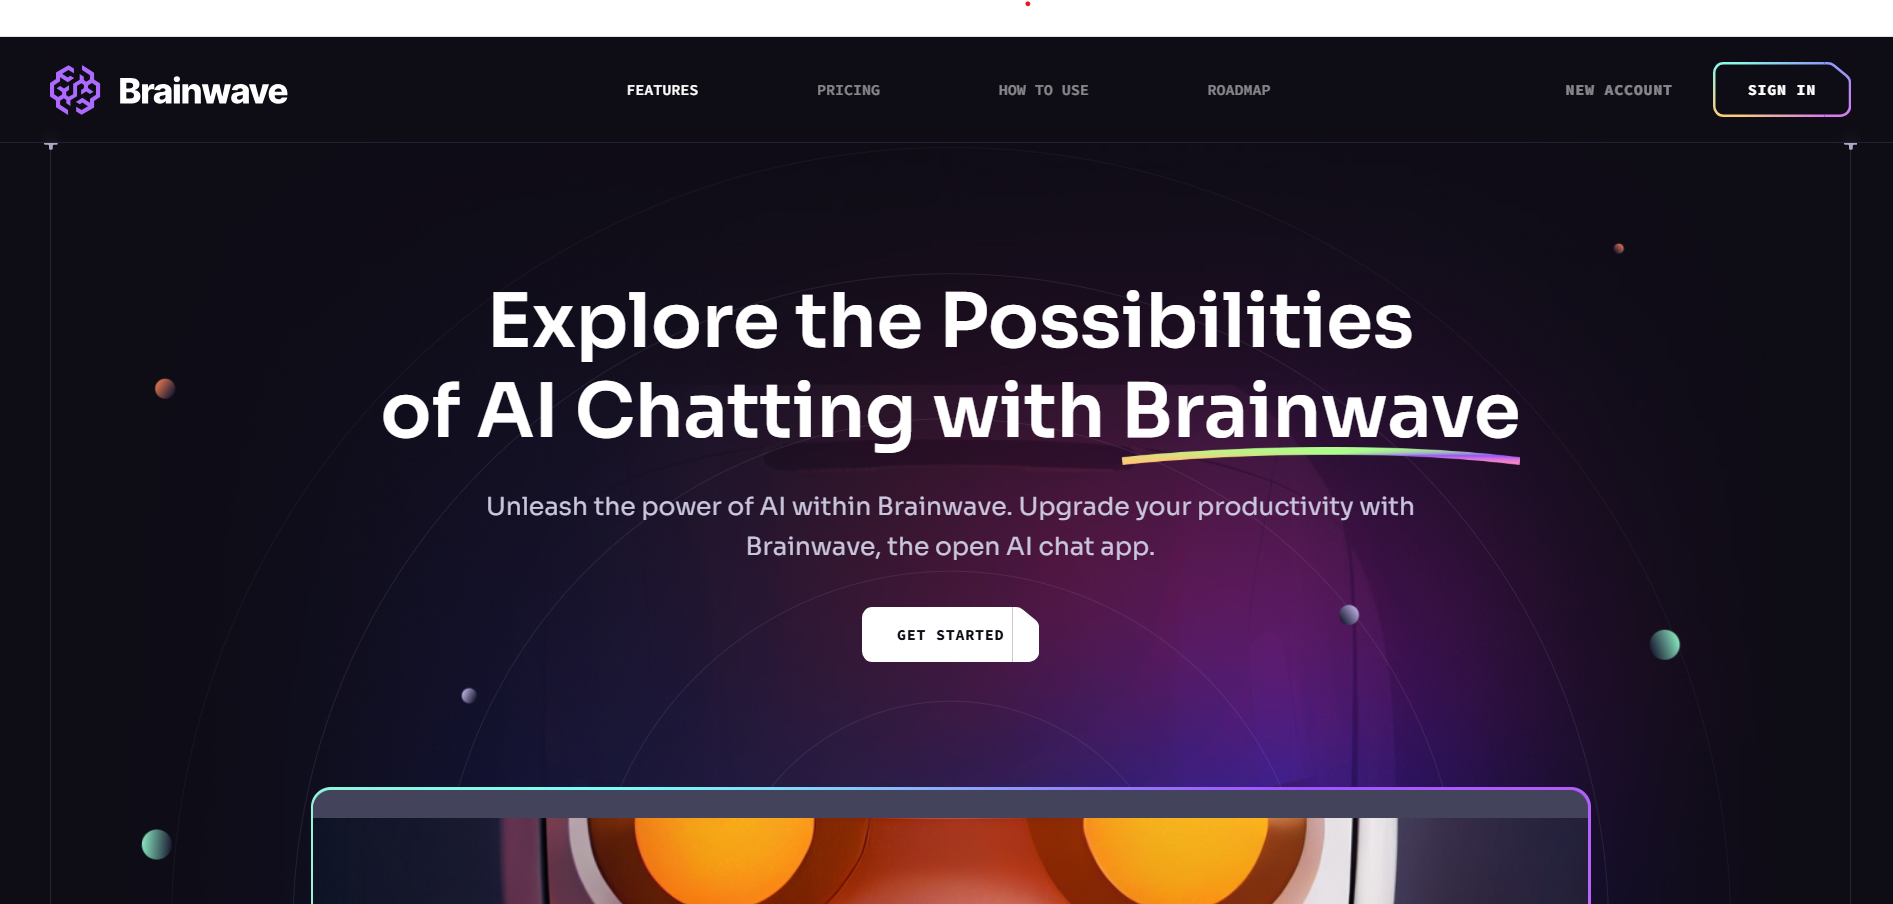 Brainwave
FEATURES
PRICING
HOW TO USE
ROADMAP
NEW ACCOUNT
SIGN IN
Explore the Possibilities
of AI Chatting with Brainwave
Unleash the power of AI within Brainwave. Upgrade your productivity with
Brainwave, the open AI chat app.
GET STARTED